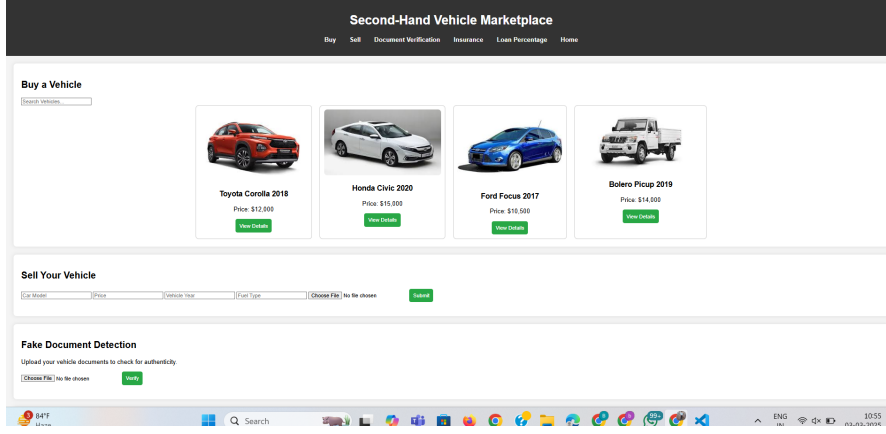 Second-Hand Vehicle Marketplace
Buy Sell Document Verification Insurance Loan Percentage Home
Buy a Vehicle
Search Vehicles...
Toyota Corolla 2018
Price: $12,000
View Details
Honda Civic 2020
Price: $15,000
View Details
Ford Focus 2017
Price: $10,500
View Details
Bolero Picup 2019
Price: $14,000
View Details
Sell Your Vehicle
Car Model Price Vehicle Year Fuel Type Choose File No file chosen Submit
Fake Document Detection
Upload your vehicle documents to check for authenticity.
Choose File No file chosen Verify
3 84°F
Haze
Search
99+
ENG
IN
10:55
03-03-2025